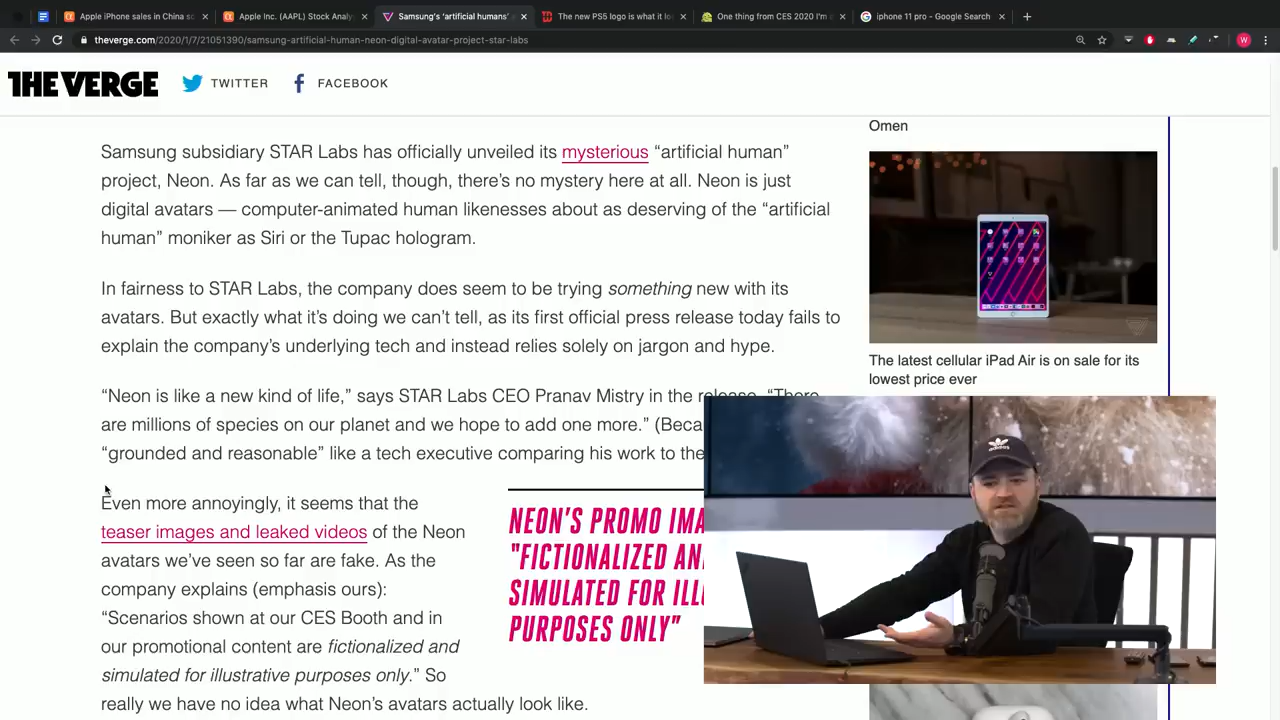 Apple iPhone sales in China sc
Apple Inc. (AAPL) Stock Analy
Samsung's 'artificial humans'
The new PS5 logo is what it lo
One thing from CES 2020 I'm
iphone 11 pro - Google Search
theverge.com/2020/1/7/21051390/samsung-artificial-human-neon-digital-avatar-project-star-labs
W
THE VERGE
TWITTER
FACEBOOK
Samsung subsidiary STAR Labs has officially unveiled its mysterious “artificial human”
project, Neon. As far as we can tell, though, there’s no mystery here at all. Neon is just
digital avatars — computer-animated human likenesses about as deserving of the “artificial
human” moniker as Siri or the Tupac hologram.
In fairness to STAR Labs, the company does seem to be trying something new with its
avatars. But exactly what it’s doing we can’t tell, as its first official press release today fails to
explain the company’s underlying tech and instead relies solely on jargon and hype.
“Neon is like a new kind of life,” says STAR Labs CEO Pranav Mistry in the release. “There
are millions of species on our planet and we hope to add one more.” (Beca
“grounded and reasonable” like a tech executive comparing his work to the
Even more annoyingly, it seems that the
teaser images and leaked videos of the Neon
avatars we’ve seen so far are fake. As the
company explains (emphasis ours):
“Scenarios shown at our CES Booth and in
our promotional content are fictionalized and
simulated for illustrative purposes only.” So
really we have no idea what Neon’s avatars actually look like.
NEON'S PROMO IMA
"FICTIONALIZED AN
SIMULATED FOR ILL
PURPOSES ONLY"
Omen
The latest cellular iPad Air is on sale for its
lowest price ever
adidas